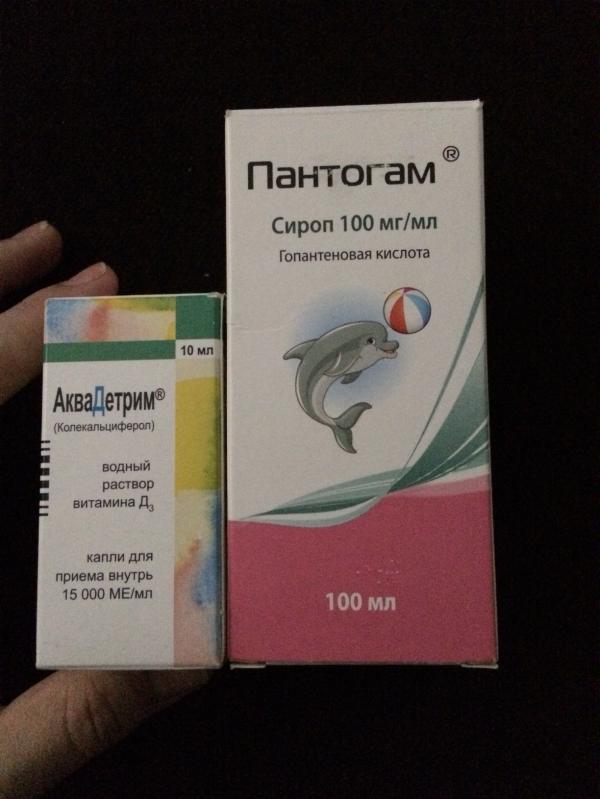 Пантогам ®
Сироп 100 мг/мл
Гопантеновая кислота
100 мл
10 мл
АкваДетрим®
(Колекальциферол)
водный
раствор
витамина Д3
капли для
приема внутрь
15 000 МЕ/мл